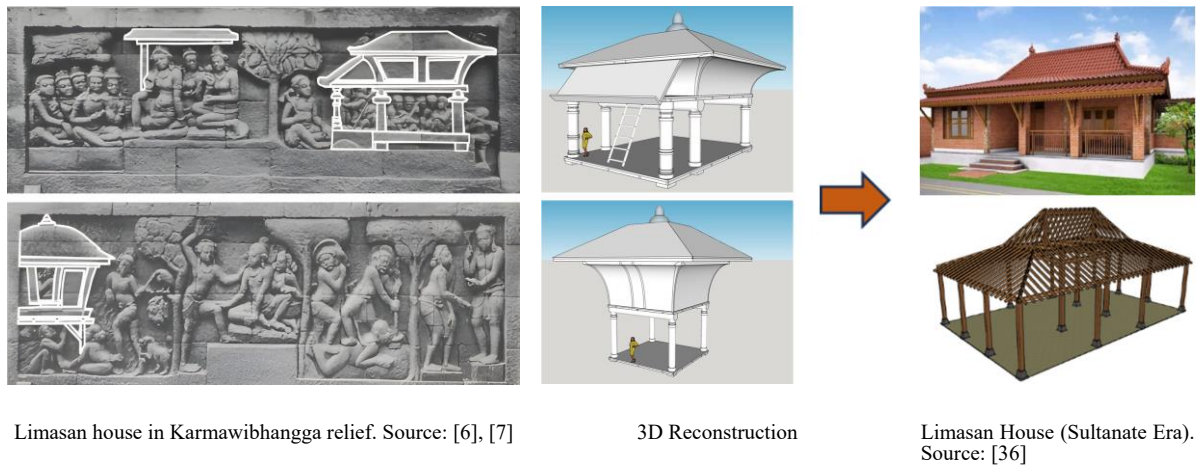 Limasan house in Karmawibhangga relief. Source: [6], [7]
3D Reconstruction
Limasan House (Sultanate Era).
Source: [36]